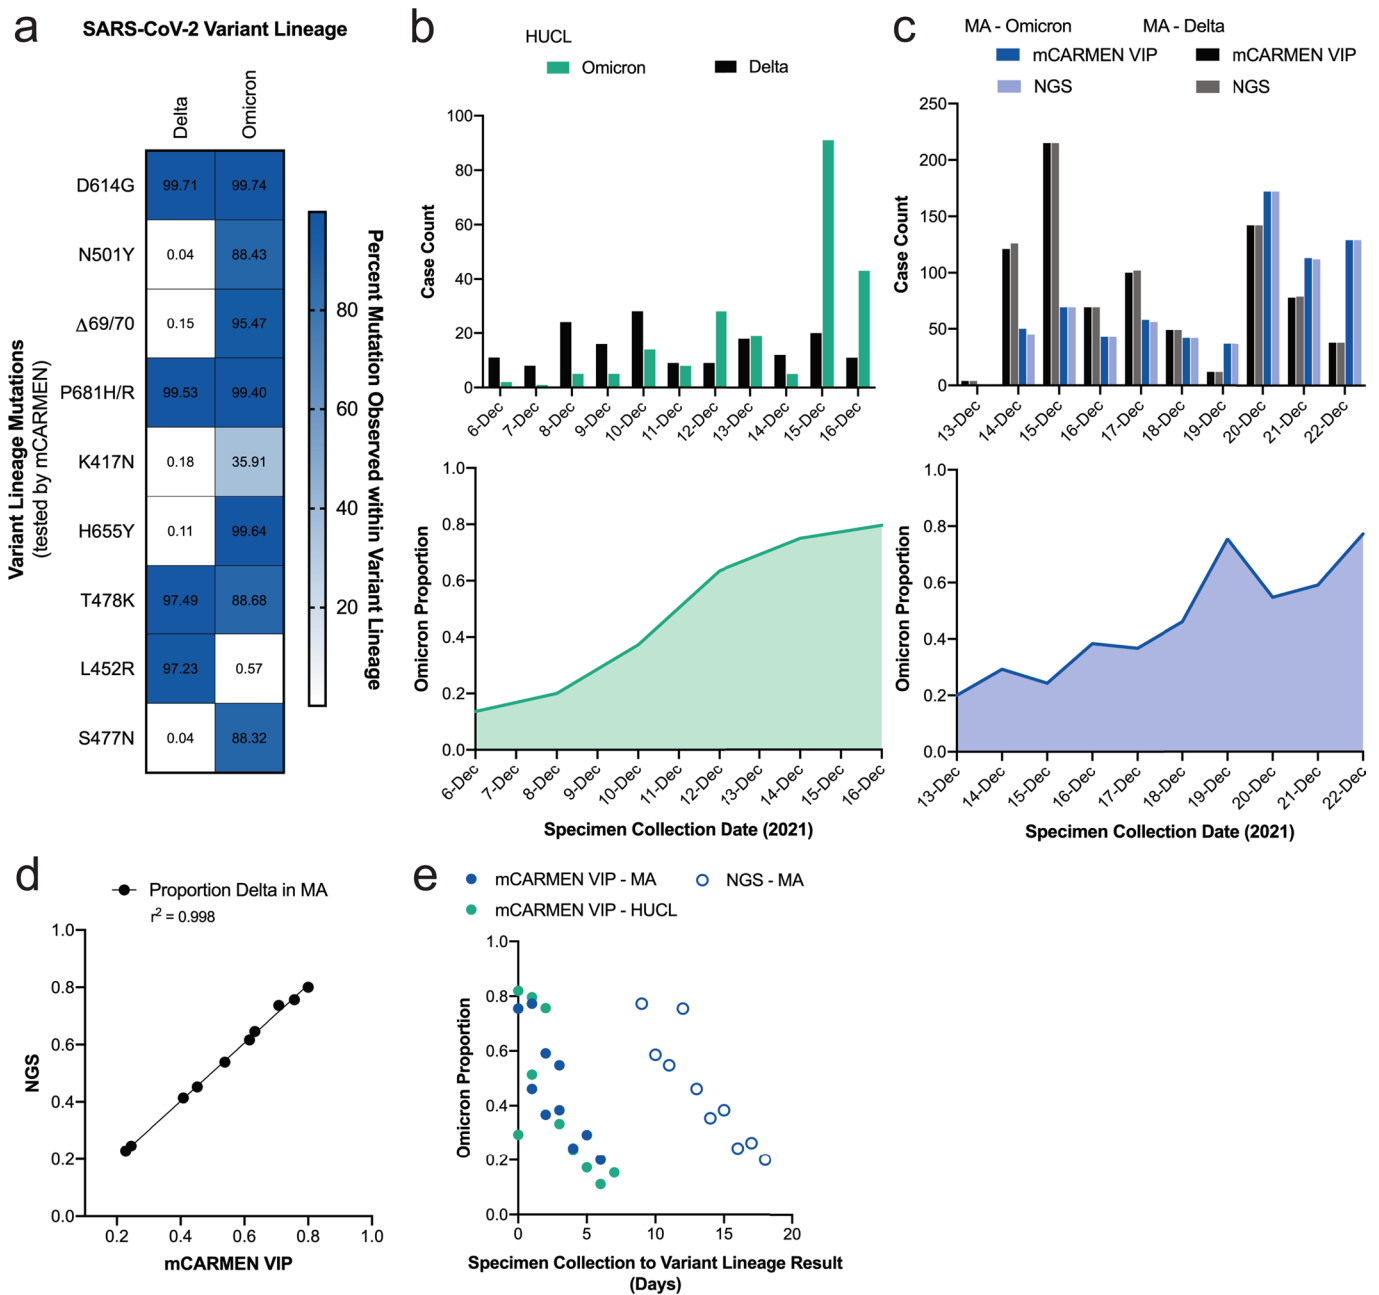 a
SARS-CoV-2 Variant Lineage
Delta
Omicron
Variant Lineage Mutations
(tested by mCARMEN)
D614G 99.71 99.74
N501Y 0.04 88.43
Δ69/70 0.15 95.47
P681H/R 99.53 99.40
K417N 0.18 35.91
H655Y 0.11 99.64
T478K 97.49 88.68
L452R 97.23 0.57
S477N 0.04 88.32
80
60
40
20
Percent Mutation Observed within Variant Lineage
b
HUCL
Omicron Delta
Case Count
100
80
60
40
20
0
6-Dec 7-Dec 8-Dec 9-Dec 10-Dec 11-Dec 12-Dec 13-Dec 14-Dec 15-Dec 16-Dec
Omicron Proportion
1.0
0.8
0.6
0.4
0.2
0.0
6-Dec 7-Dec 8-Dec 9-Dec 10-Dec 11-Dec 12-Dec 13-Dec 14-Dec 15-Dec 16-Dec
Specimen Collection Date (2021)
c
MA - Omicron MA - Delta
mCARMEN VIP mCARMEN VIP
NGS NGS
Case Count
250
200
150
100
50
0
13-Dec 14-Dec 15-Dec 16-Dec 17-Dec 18-Dec 19-Dec 20-Dec 21-Dec 22-Dec
Omicron Proportion
1.0
0.8
0.6
0.4
0.2
0.0
13-Dec 14-Dec 15-Dec 16-Dec 17-Dec 18-Dec 19-Dec 20-Dec 21-Dec 22-Dec
Specimen Collection Date (2021)
d
Proportion Delta in MA
r² = 0.998
NGS
1.0
0.8
0.6
0.4
0.2
0.0
0.2 0.4 0.6 0.8 1.0
mCARMEN VIP
e
mCARMEN VIP - MA NGS - MA
mCARMEN VIP - HUCL
Omicron Proportion
1.0
0.8
0.6
0.4
0.2
0.0
0 5 10 15 20
Specimen Collection to Variant Lineage Result
(Days)